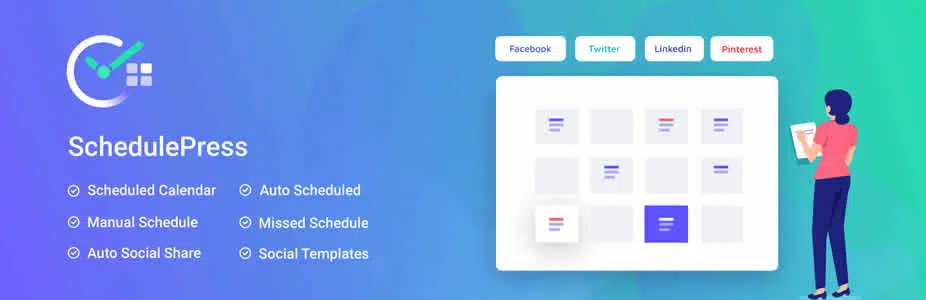 SchedulePress
Scheduled Calendar
Auto Scheduled
Manual Schedule
Missed Schedule
Auto Social Share
Social Templates
Facebook
Twitter
Linkedin
Pinterest